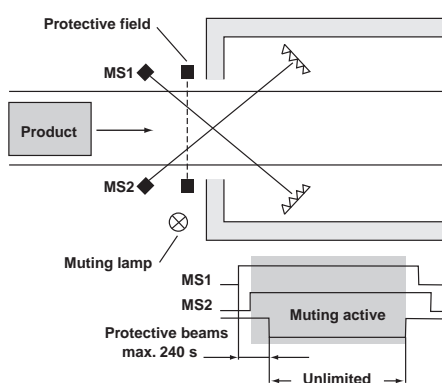 Protective field
MS1
Product
MS2
Muting lamp
MS1
MS2
Muting active
Protective beams
max. 240 s
Unlimited